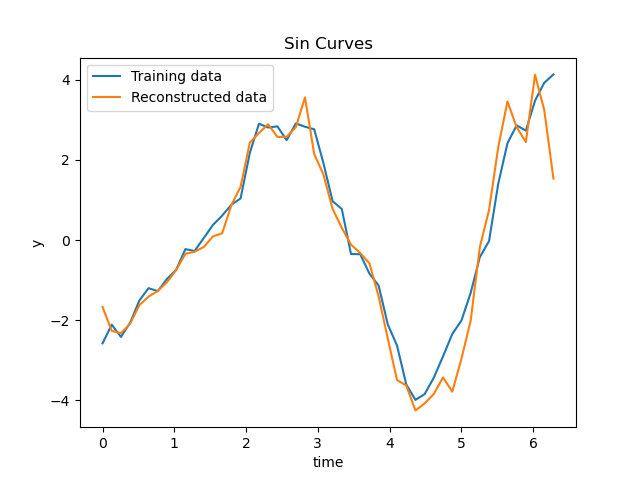 Sin Curves
Training data
Reconstructed data
y
4
2
0
−2
−4
0 1 2 3 4 5 6
time